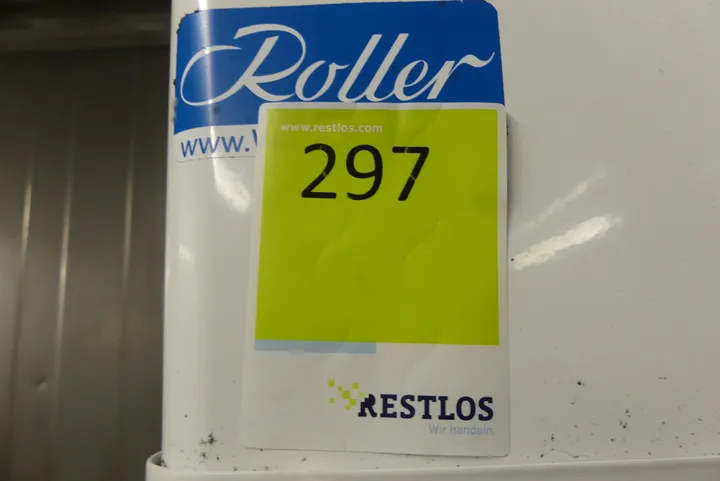 Roller
www.
www.restlos.com
297
RESTLOS
Wir handeln.